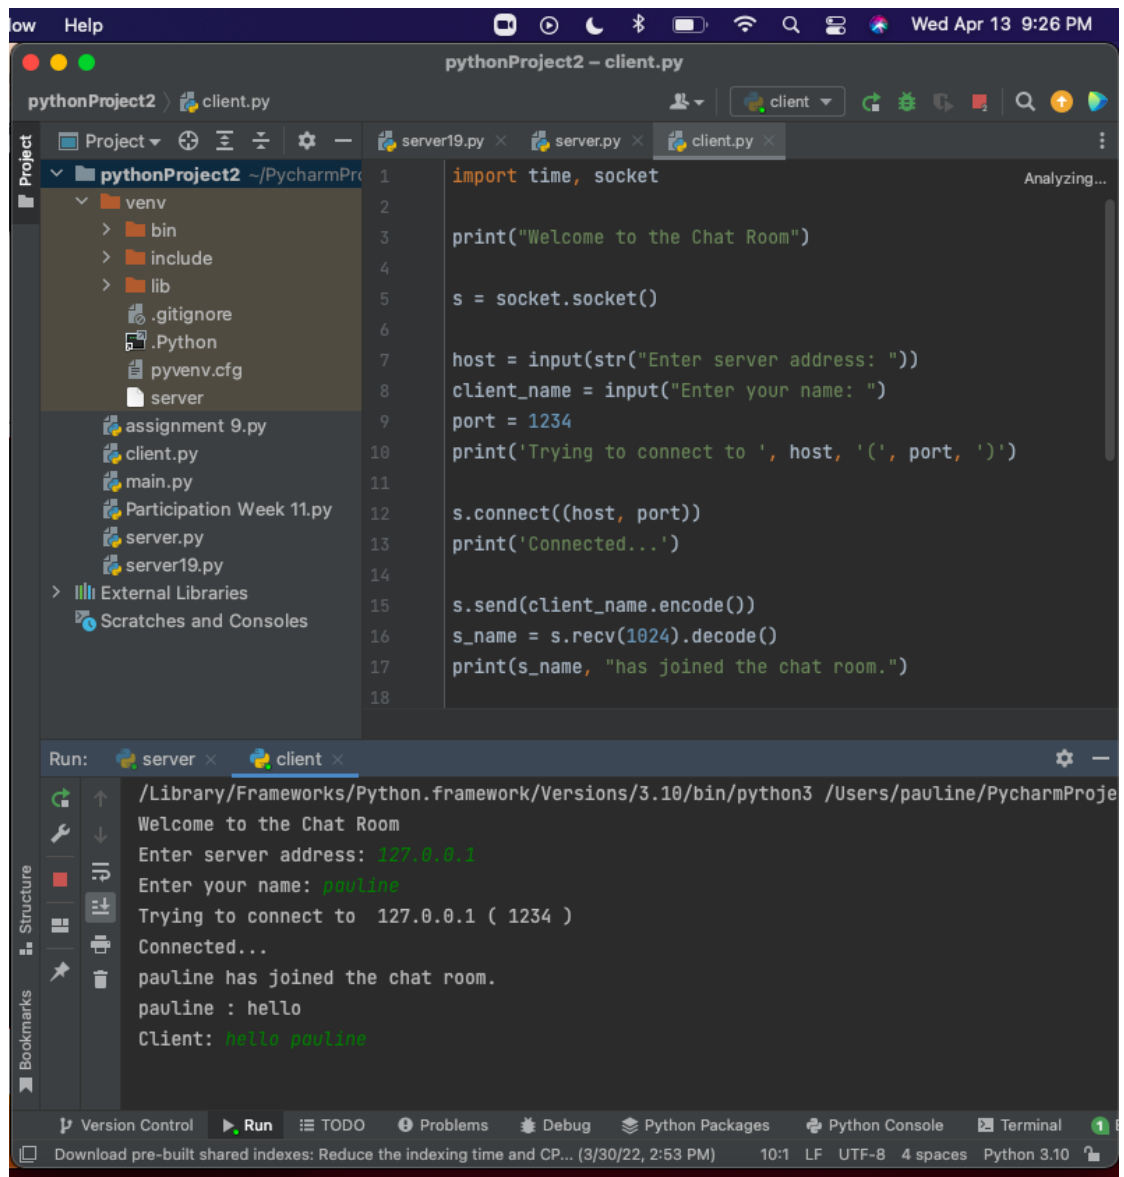 low Help Wed Apr 13 9:26 PM
pythonProject2 – client.py
pythonProject2 client.py client
Project
Project
server19.py
server.py
client.py
pythonProject2 ~/PycharmPro
venv
bin
include
lib
.gitignore
.Python
pyvenv.cfg
server
assignment 9.py
client.py
main.py
Participation Week 11.py
server.py
server19.py
External Libraries
Scratches and Consoles
Analyzing...
1 import time, socket
2
3 print("Welcome to the Chat Room")
4
5 s = socket.socket()
6
7 host = input(str("Enter server address: "))
8 client_name = input("Enter your name: ")
9 port = 1234
10 print('Trying to connect to ', host, '(', port, ')')
11
12 s.connect((host, port))
13 print('Connected...')
14
15 s.send(client_name.encode())
16 s_name = s.recv(1024).decode()
17 print(s_name, "has joined the chat room.")
18
Run: server client
/Library/Frameworks/Python.framework/Versions/3.10/bin/python3 /Users/pauline/PycharmProje
Welcome to the Chat Room
Enter server address: 127.0.0.1
Enter your name: pauline
Trying to connect to  127.0.0.1 ( 1234 )
Connected...
pauline has joined the chat room.
pauline : hello
Client: hello pauline
Structure
Bookmarks
Version Control Run TODO Problems Debug Python Packages Python Console Terminal 1
Download pre-built shared indexes: Reduce the indexing time and CP... (3/30/22, 2:53 PM) 10:1 LF UTF-8 4 spaces Python 3.10